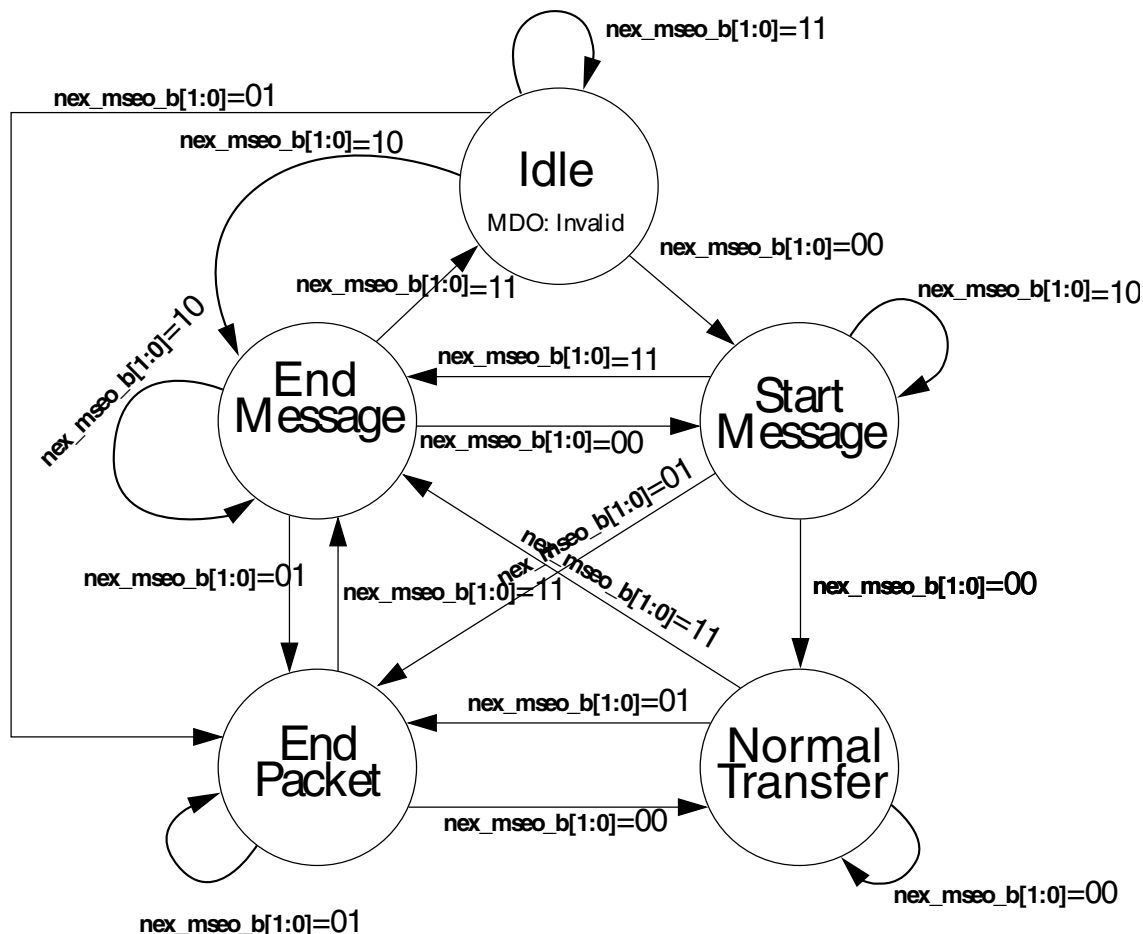 nex_mseo_b[1:0]=11
nex_mseo_b[1:0]=01
nex_mseo_b[1:0]=10
Idle
MDO: Invalid
nex_mseo_b[1:0]=00
nex_mseo_b[1:0]=11
nex_mseo_b[1:0]=10
nex_mseo_b[1:0]=10
nex_mseo_b[1:0]=11
End
Message
Start
Message
nex_mseo_b[1:0]=00
nex_mseo_b[1:0]=01
nex_mseo_b[1:0]=11
nex_mseo_b[1:0]=01
nex_mseo_b[1:0]=11
nex_mseo_b[1:0]=00
nex_mseo_b[1:0]=01
End
Packet
Normal
Transfer
nex_mseo_b[1:0]=00
nex_mseo_b[1:0]=00
nex_mseo_b[1:0]=01